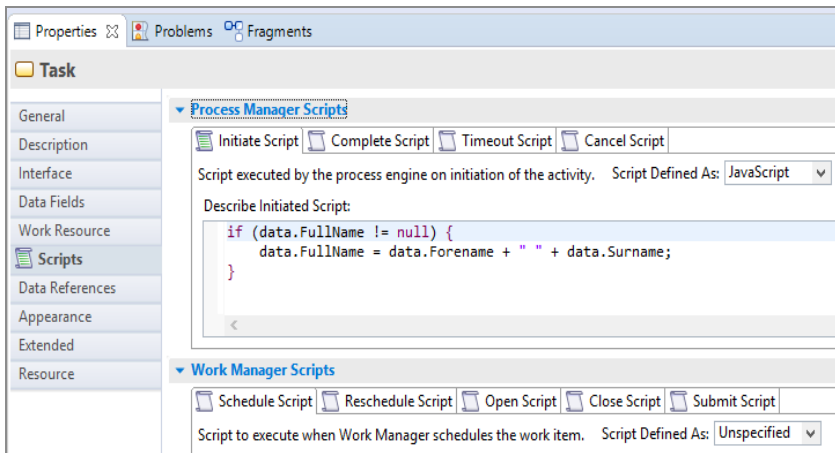 Properties Problems Fragments
Task
General
Description
Interface
Data Fields
Work Resource
Scripts
Data References
Appearance
Extended
Resource
Process Manager Scripts
Initiate Script Complete Script Timeout Script Cancel Script
Script executed by the process engine on initiation of the activity. Script Defined As: JavaScript
Describe Initiated Script:
if (data.FullName != null) {
data.FullName = data.Forename + " " + data.Surname;
}
Work Manager Scripts
Schedule Script Reschedule Script Open Script Close Script Submit Script
Script to execute when Work Manager schedules the work item. Script Defined As: Unspecified